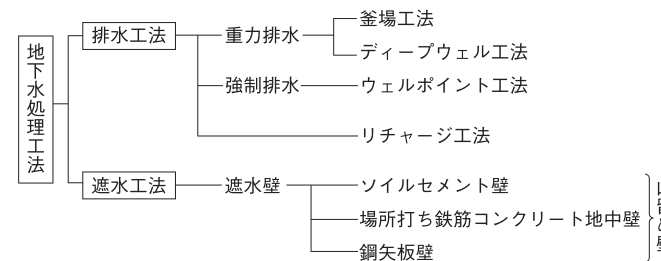 地下水処理工法
排水工法
重力排水
釜場工法
ディープウェル工法
強制排水
ウェルポイント工法
リチャージ工法
遮水工法
遮水壁
ソイルセメント壁
場所打ち鉄筋コンクリート地中壁
鋼矢板壁